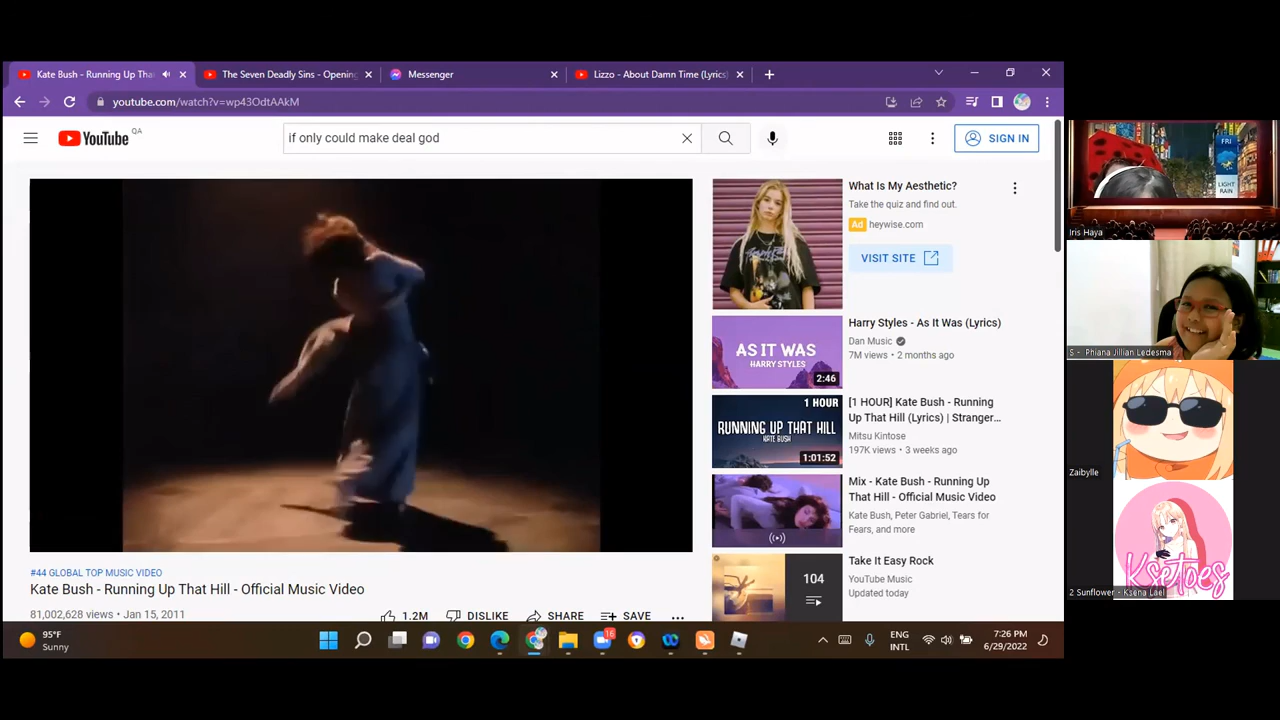 Kate Bush - Running Up Tha
The Seven Deadly Sins - Opening
Messenger
Lizzo - About Damn Time (Lyrics)
youtube.com/watch?v=wp43OdtAAkM
YouTube QA
if only could make deal god
SIGN IN
What Is My Aesthetic?
Take the quiz and find out.
Ad heywise.com
VISIT SITE
AS IT WAS
HARRY STYLES
2:46
Harry Styles - As It Was (Lyrics)
Dan Music
7M views • 2 months ago
1 HOUR
RUNNING UP THAT HILL
KATE BUSH
1:01:52
[1 HOUR] Kate Bush - Running
Up That Hill (Lyrics) | Stranger...
Mitsu Kintose
197K views • 3 weeks ago
Mix - Kate Bush - Running Up
That Hill - Official Music Video
Kate Bush, Peter Gabriel, Tears for
Fears, and more
104
Take It Easy Rock
YouTube Music
Updated today
#44 GLOBAL TOP MUSIC VIDEO
Kate Bush - Running Up That Hill - Official Music Video
81,002,628 views • Jan 15, 2011
1.2M
DISLIKE
SHARE
SAVE
95°F
Sunny
16
ENG
INTL
7:26 PM
6/29/2022
FRI
LIGHT
RAIN
Iris Haya
S - Phiana Jillian Ledesma
Zaibylle
Ksetoes
2 Sunflower - Ksena Lael